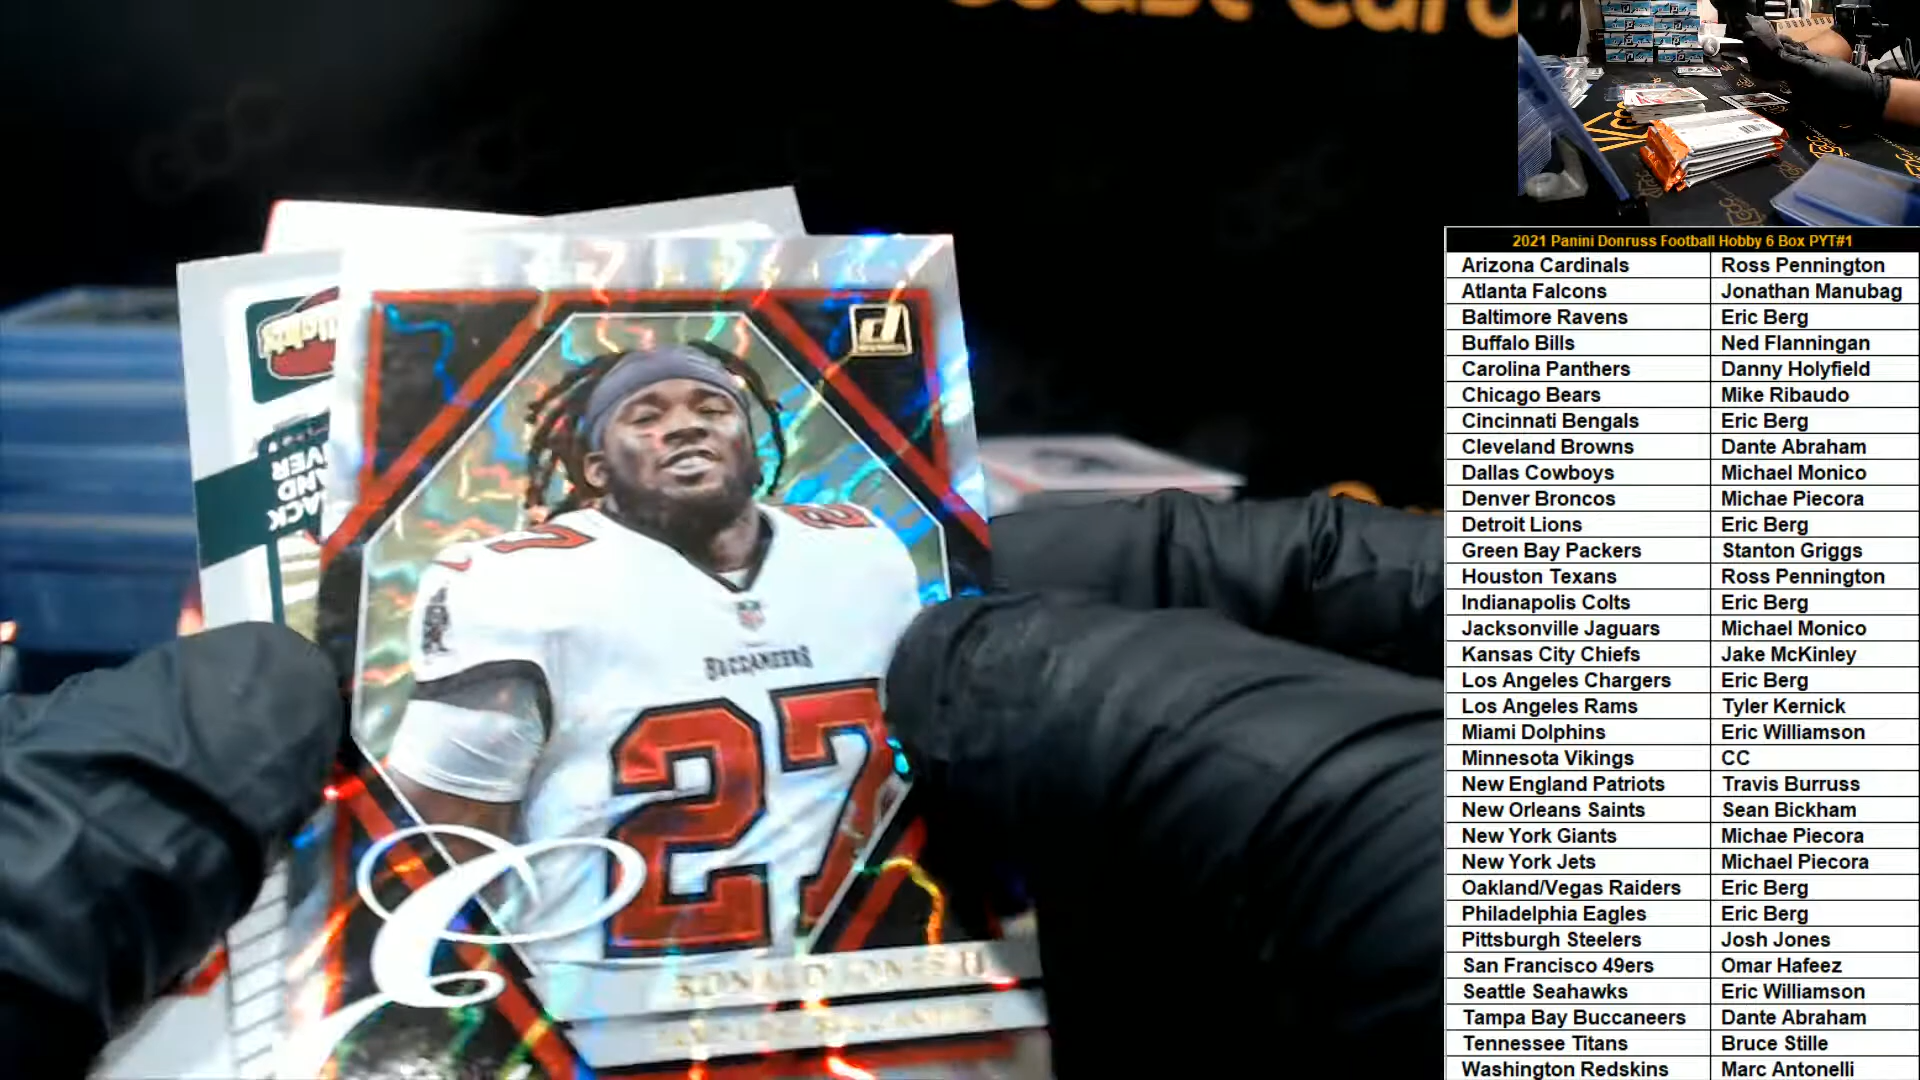 Coast Card
2021 Panini Donruss Football Hobby 6 Box PYT#1
Arizona Cardinals Ross Pennington
Atlanta Falcons Jonathan Manubag
Baltimore Ravens Eric Berg
Buffalo Bills Ned Flanningan
Carolina Panthers Danny Holyfield
Chicago Bears Mike Ribaudo
Cincinnati Bengals Eric Berg
Cleveland Browns Dante Abraham
Dallas Cowboys Michael Monico
Denver Broncos Michae Piecora
Detroit Lions Eric Berg
Green Bay Packers Stanton Griggs
Houston Texans Ross Pennington
Indianapolis Colts Eric Berg
Jacksonville Jaguars Michael Monico
Kansas City Chiefs Jake McKinley
Los Angeles Chargers Eric Berg
Los Angeles Rams Tyler Kernick
Miami Dolphins Eric Williamson
Minnesota Vikings CC
New England Patriots Travis Burruss
New Orleans Saints Sean Bickham
New York Giants Michae Piecora
New York Jets Michael Piecora
Oakland/Vegas Raiders Eric Berg
Philadelphia Eagles Eric Berg
Pittsburgh Steelers Josh Jones
San Francisco 49ers Omar Hafeez
Seattle Seahawks Eric Williamson
Tampa Bay Buccaneers Dante Abraham
Tennessee Titans Bruce Stille
Washington Redskins Marc Antonelli
d
BUCCANEERS
27
RONALD JONES II